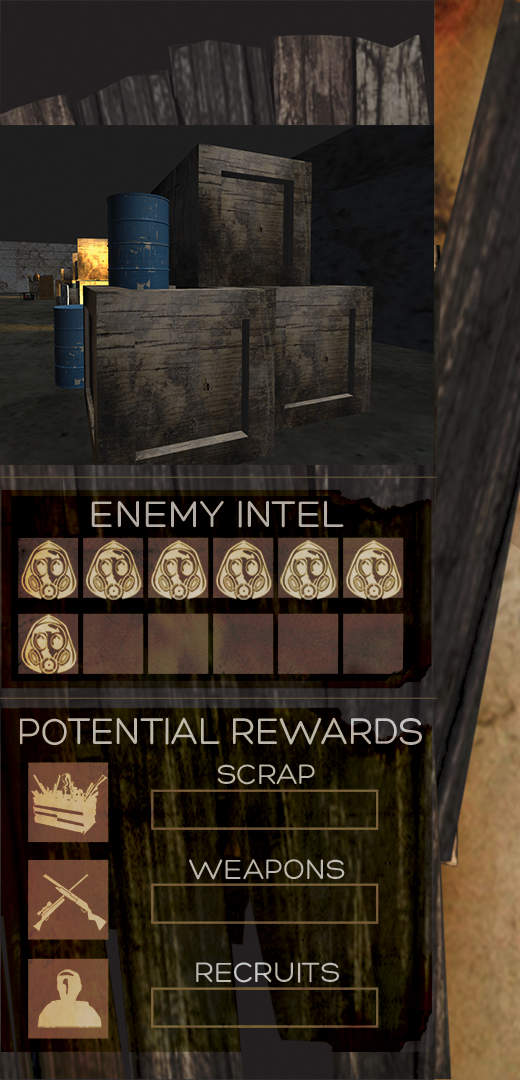 ENEMY INTEL
POTENTIAL REWARDS
SCRAP
WEAPONS
RECRUITS